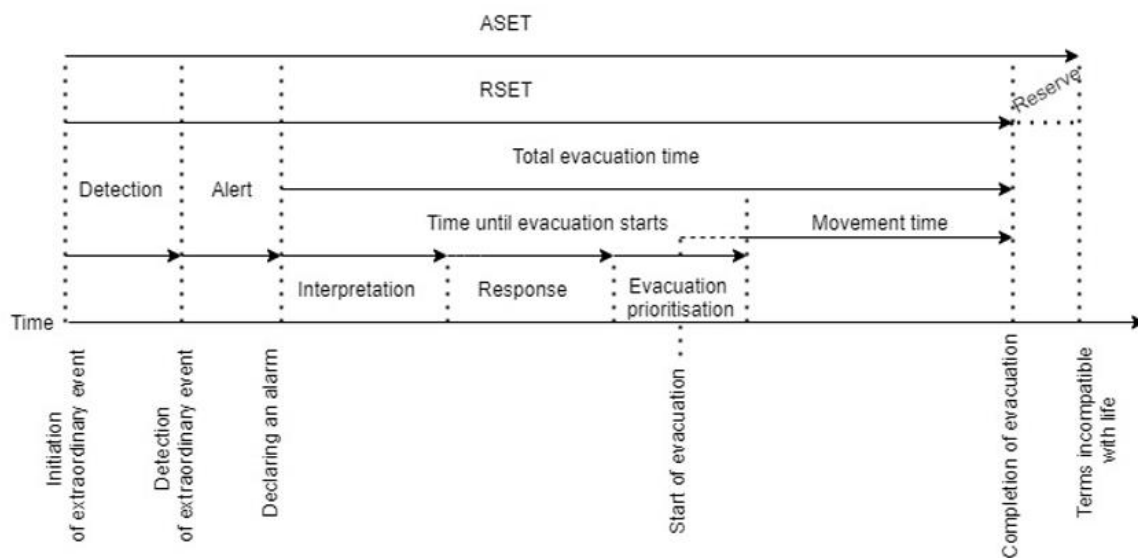 ASET
RSET
Reserve
Total evacuation time
Detection
Alert
Time until evacuation starts
Movement time
Interpretation
Response
Evacuation
prioritisation
Time
Initiation
of extraordinary event
Detection
of extraordinary event
Declaring an alarm
Start of evacuation
Completion of evacuation
Terms incompatible
with life